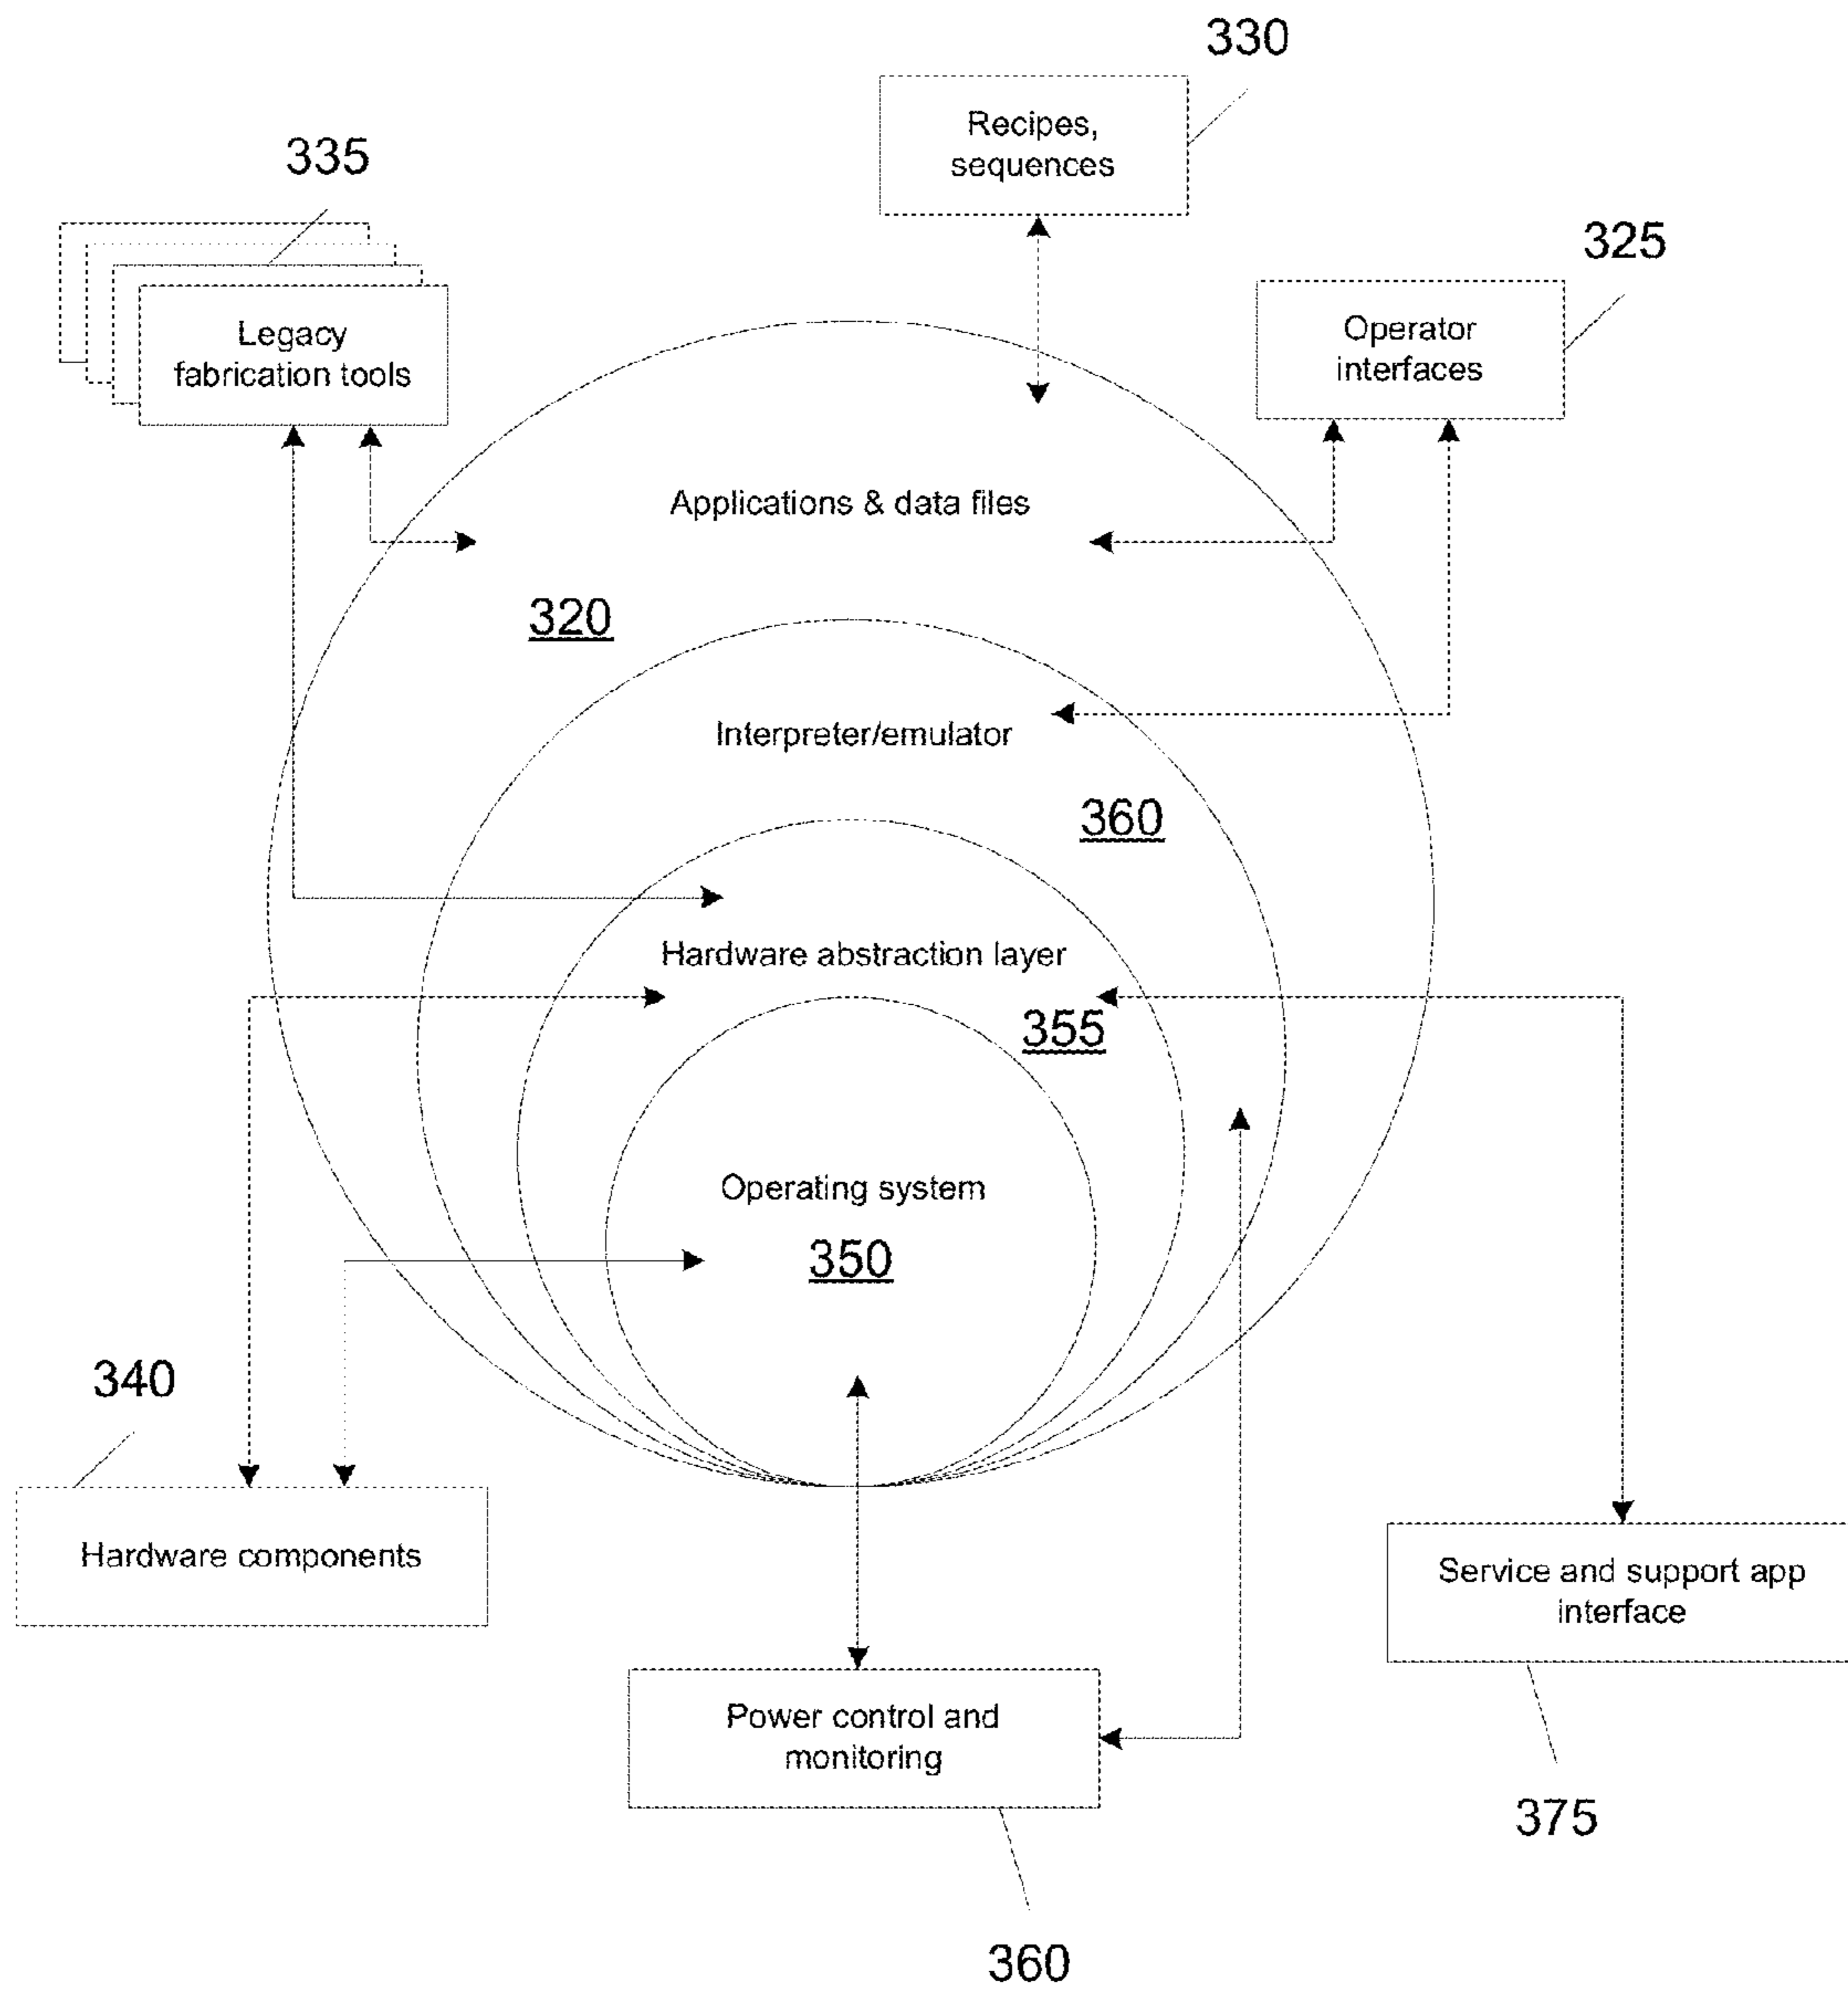 330
Recipes,
sequences
335
325
Legacy
fabrication tools
Operator
interfaces
Applications & data files
320
Interpreter/emulator
360
Hardware abstraction layer
355
Operating system
350
340
Hardware components
Service and support app
interface
Power control and
monitoring
375
360